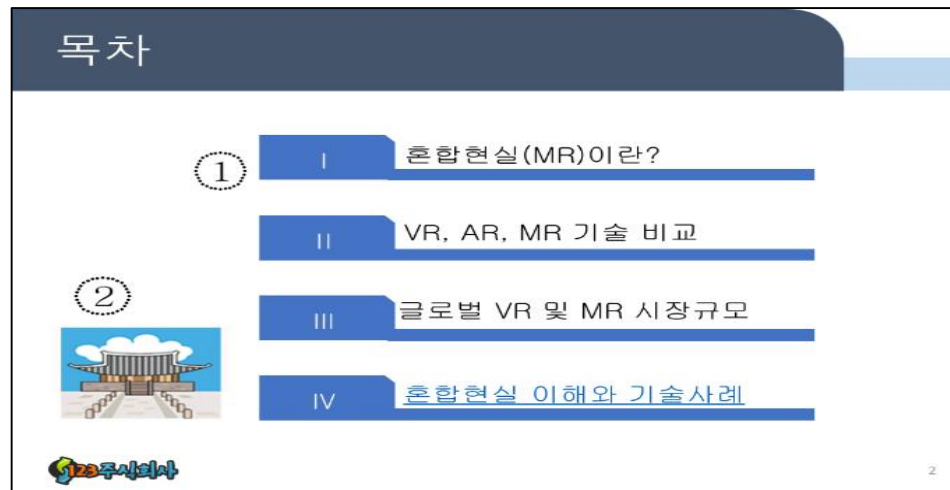 목차
①
I
혼합현실(MR)이란?
II
VR, AR, MR 기술 비교
②
III
글로벌 VR 및 MR 시장규모
IV
혼합현실 이해와 기술사례
123주식회사
2